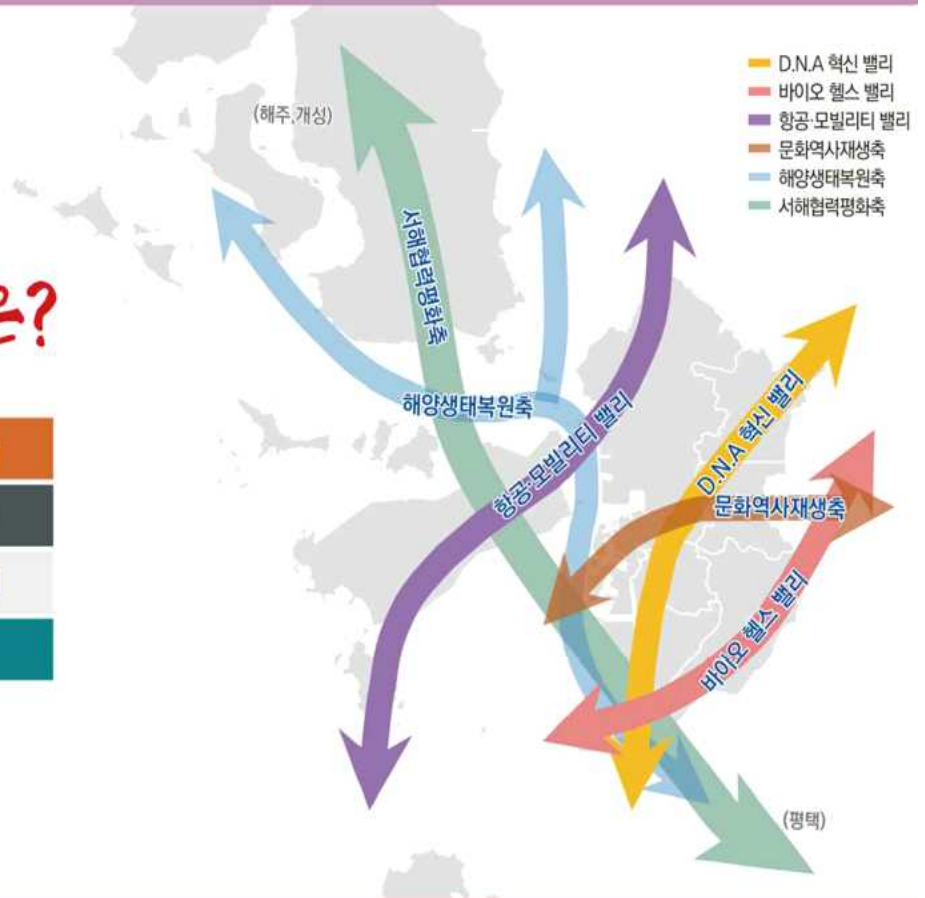 D.N.A 혁신 밸리
바이오 헬스 밸리
항공·모빌리티 밸리
문화역사재생축
해양생태복원축
서해협력평화축
(해주,개성)
서해협력평화축
은?
해양생태복원축
항공·모빌리티 밸리
D.N.A 혁신 밸리
문화역사재생축
바이오 헬스 밸리
(평택)